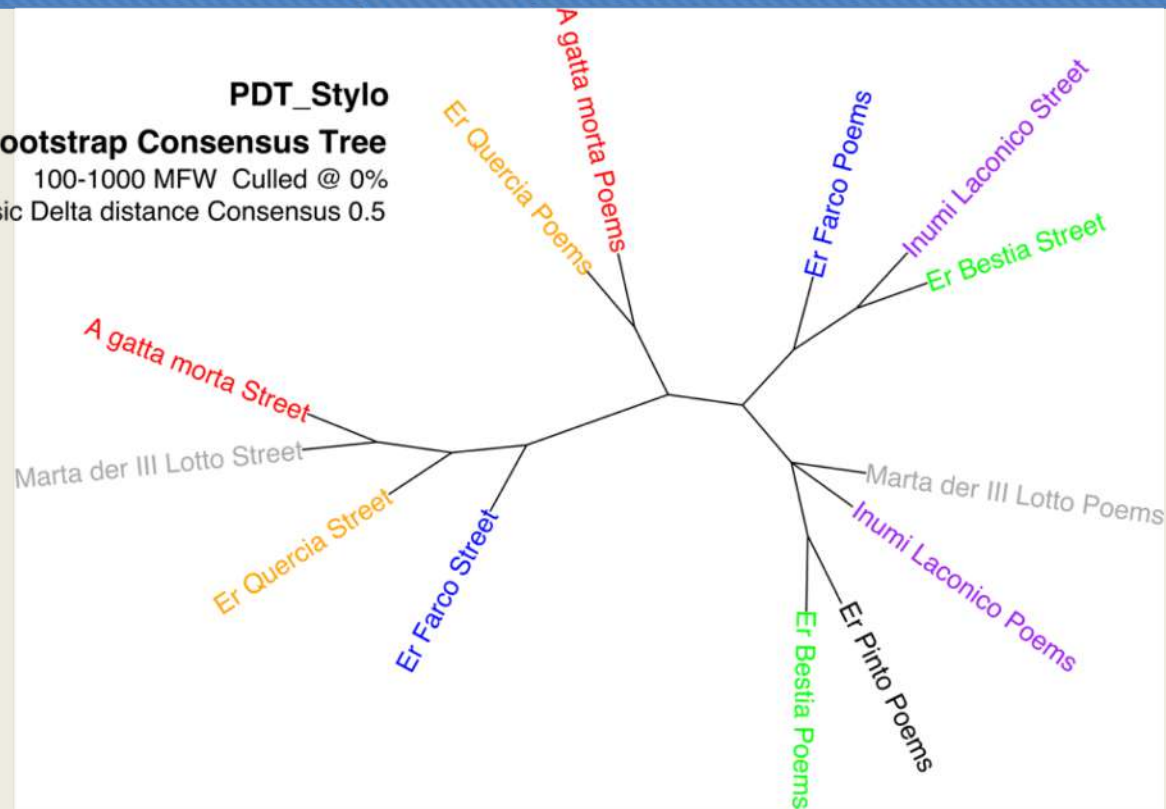 PDT_Stylo
ootstrap Consensus Tree
100-1000 MFW Culled @ 0%
sic Delta distance Consensus 0.5
A gatta morta Poems
Er Quercia Poems
Er Farco Poems
Inumi Laconico Street
Er Bestia Street
A gatta morta Street
Marta der III Lotto Street
Er Quercia Street
Er Farco Street
Marta der III Lotto Poems
Inumi Laconico Poems
Er Pinto Poems
Er Bestia Poems